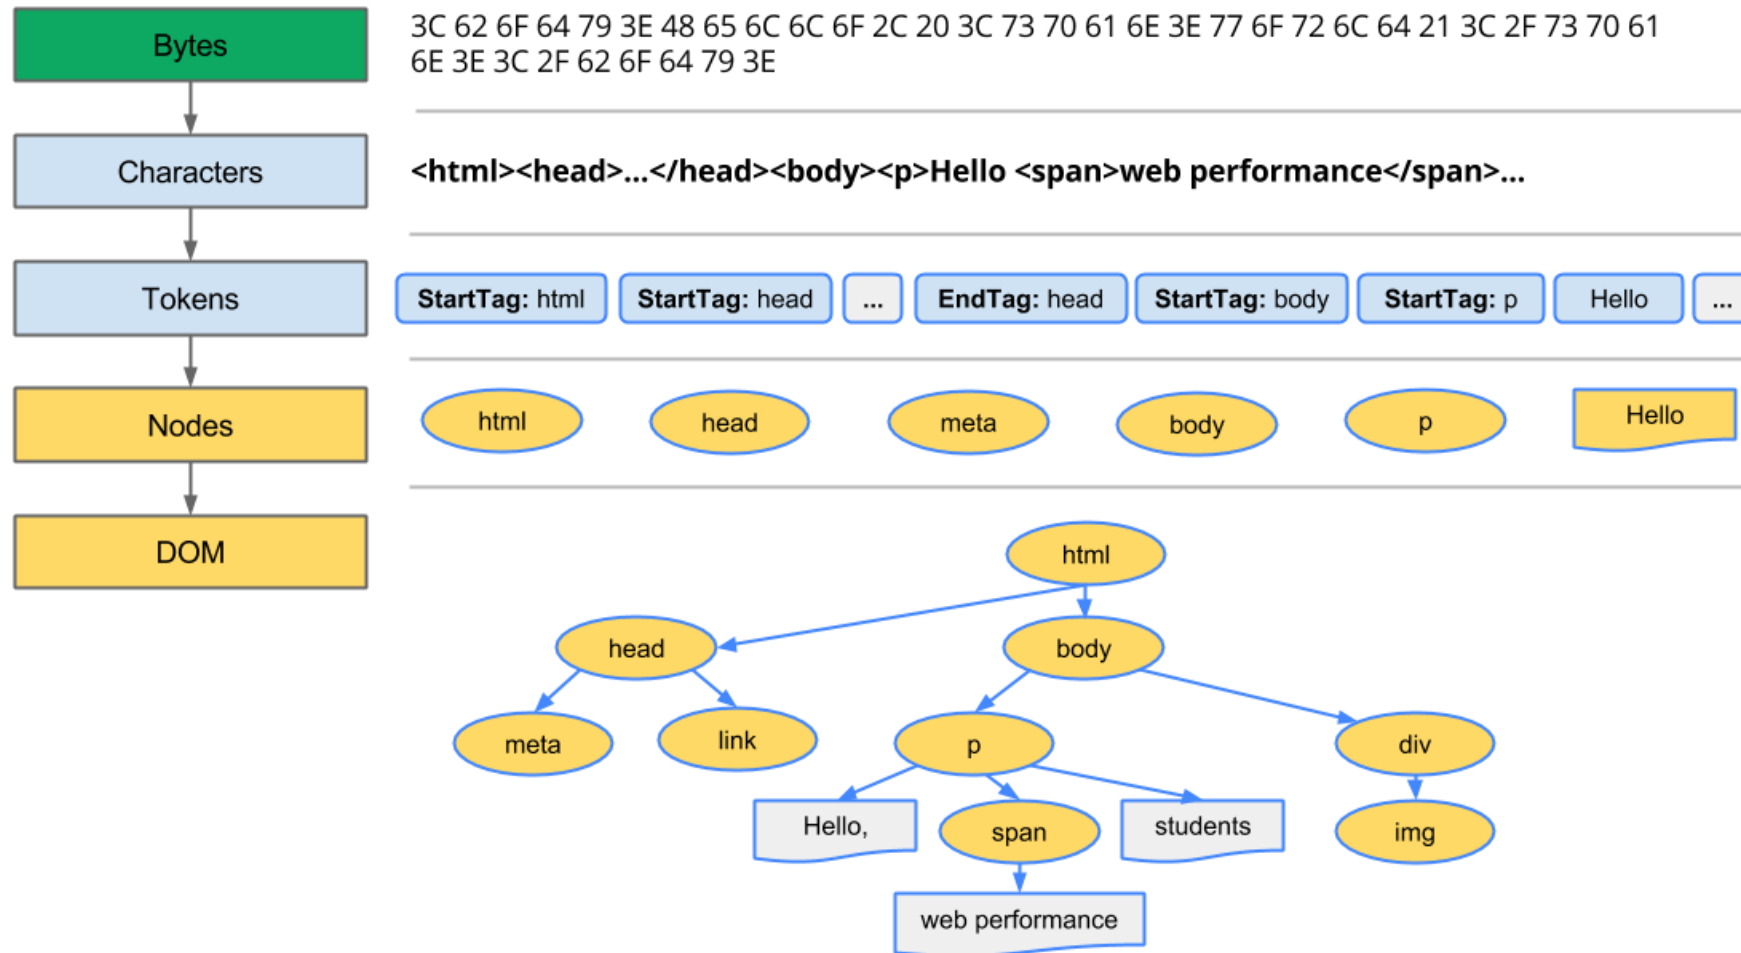 Bytes
3C 62 6F 64 79 3E 48 65 6C 6C 6F 2C 20 3C 73 70 61 6E 3E 77 6F 72 6C 64 21 3C 2F 73 70 61
6E 3E 3C 2F 62 6F 64 79 3E
Characters
<html><head>...</head><body><p>Hello <span>web performance</span>...
Tokens
StartTag: html
StartTag: head
...
EndTag: head
StartTag: body
StartTag: p
Hello
...
Nodes
html
head
meta
body
p
Hello
DOM
html
head
body
meta
link
p
div
Hello,
span
students
img
web performance